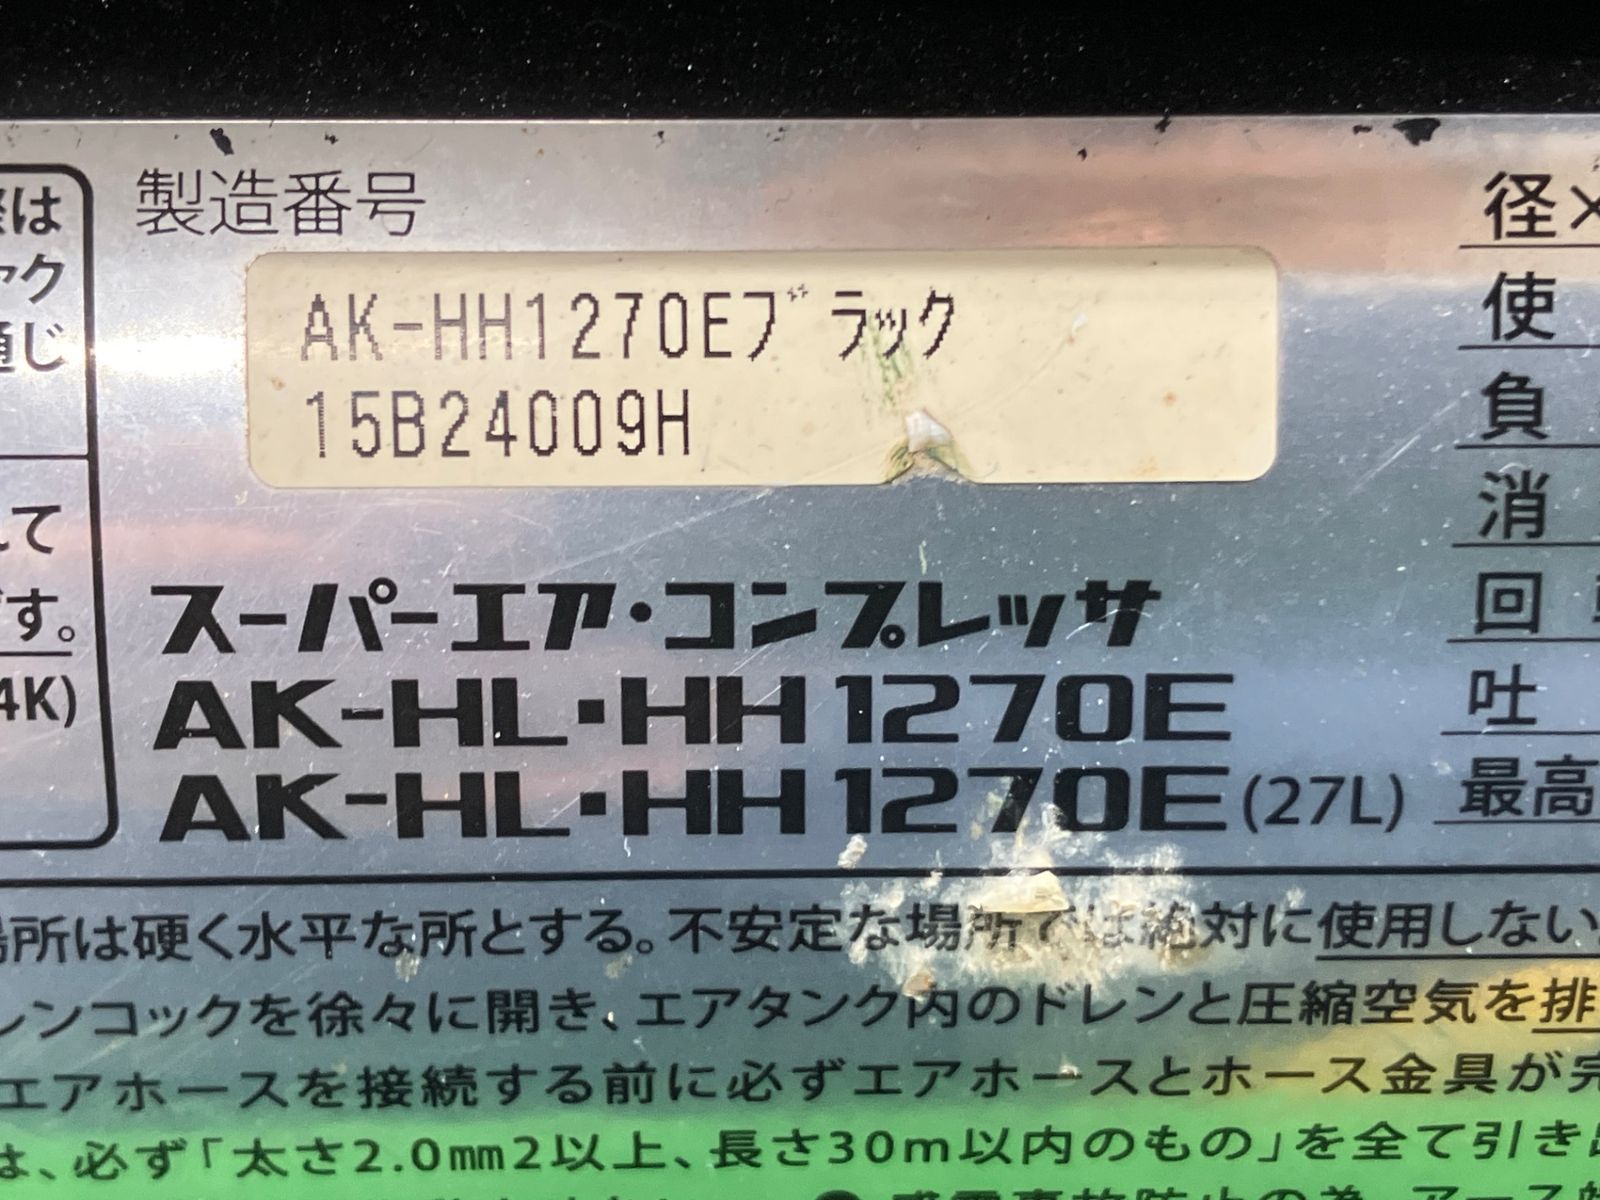 製造番号
AK-HH1270Eブラック
15B24009H
スーパーエア・コンプレッサ
AK-HL・HH1270E
AK-HL・HH1270E(27L)
は
ァク
通じ
て
す。
4K)
径×
使
負
消
回
吐
最高
所は硬く水平な所とする。不安定な場所では絶対に使用しない
レンコックを徐々に開き、エアタンク内のドレンと圧縮空気を排
エアホースを接続する前に必ずエアホースとホース金具が完
は、必ず「太さ2.0mm2以上、長さ30m以内のもの」を全て引き